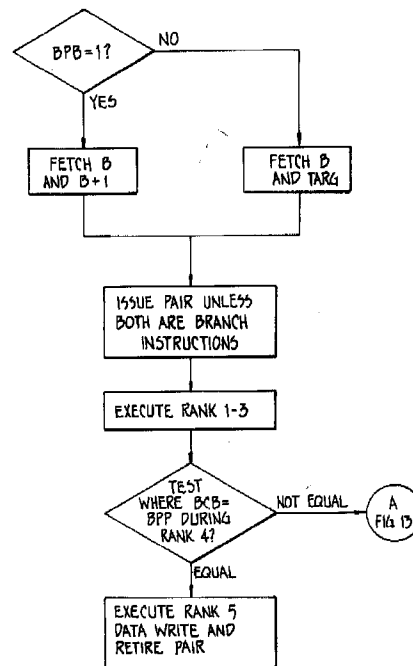 BPB=1?
NO
YES
FETCH B
AND B+1
FETCH B
AND TARG
ISSUE PAIR UNLESS
BOTH ARE BRANCH
INSTRUCTIONS
EXECUTE RANK 1-3
TEST
WHERE BCB=
BPP DURING
RANK 4?
NOT EQUAL
A
FIG 13
EQUAL
EXECUTE RANK 5
DATA WRITE AND
RETIRE PAIR